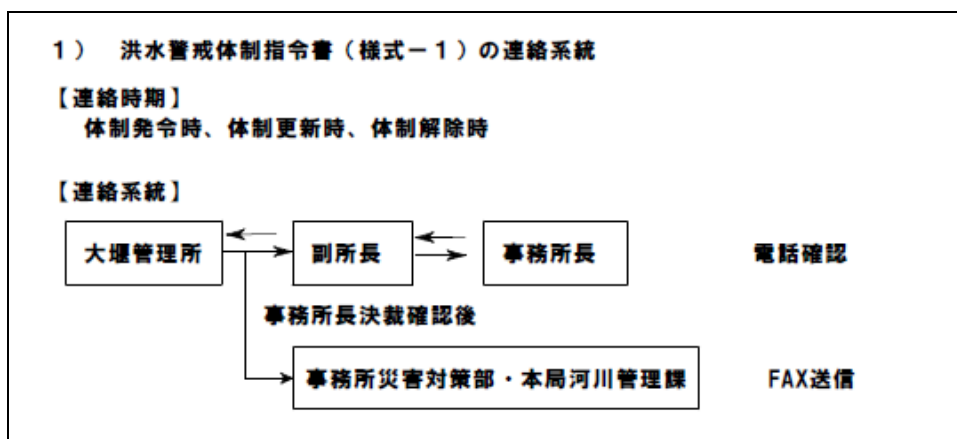 1） 洪水警戒体制指令書（様式－1）の連絡系統
【連絡時期】
体制発令時、体制更新時、体制解除時
【連絡系統】
大堰管理所 副所長 事務所長 電話確認
事務所長決裁確認後
事務所災害対策部・本局河川管理課 FAX送信